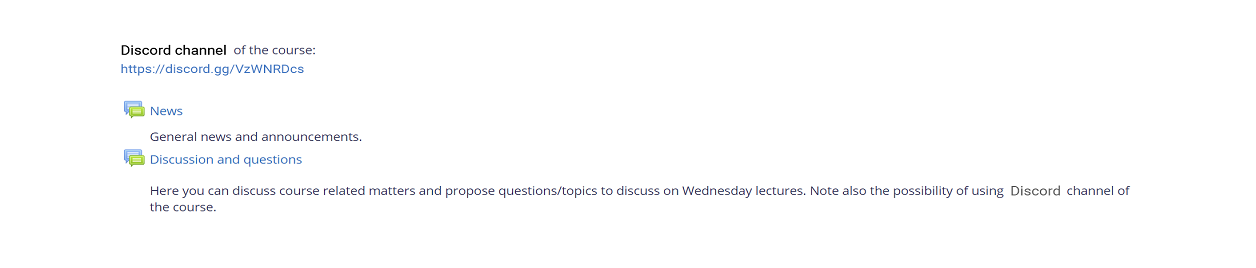 Discord channel of the course:
https://discord.gg/VzWNRDcs
News
General news and announcements.
Discussion and questions
Here you can discuss course related matters and propose questions/topics to discuss on Wednesday lectures. Note also the possibility of using Discord channel of
the course.